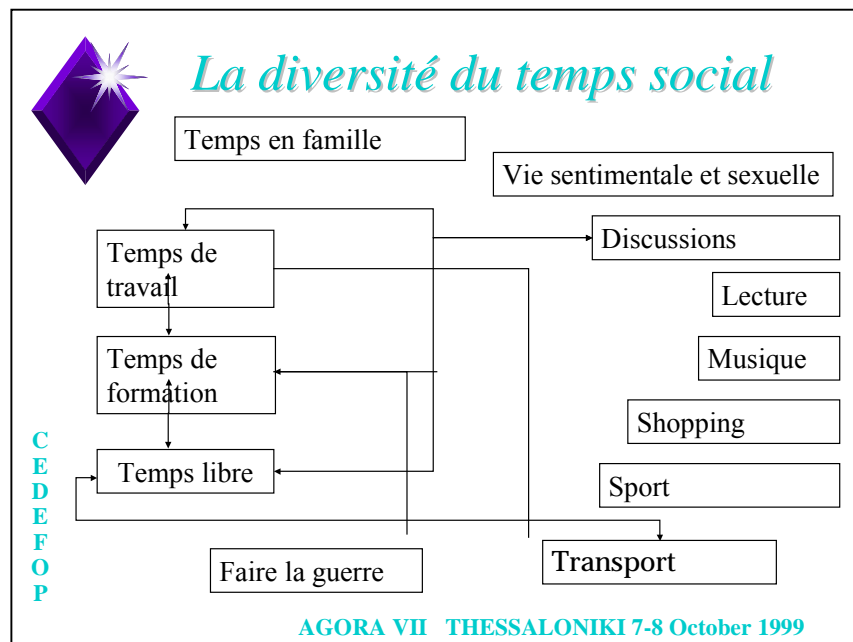 La diversité du temps social
Temps en famille
Vie sentimentale et sexuelle
Temps de
travail
Discussions
Lecture
Temps de
formation
Musique
Shopping
Temps libre
Sport
Faire la guerre
Transport
CEDEFOP
AGORA VII THESSALONIKI 7-8 October 1999